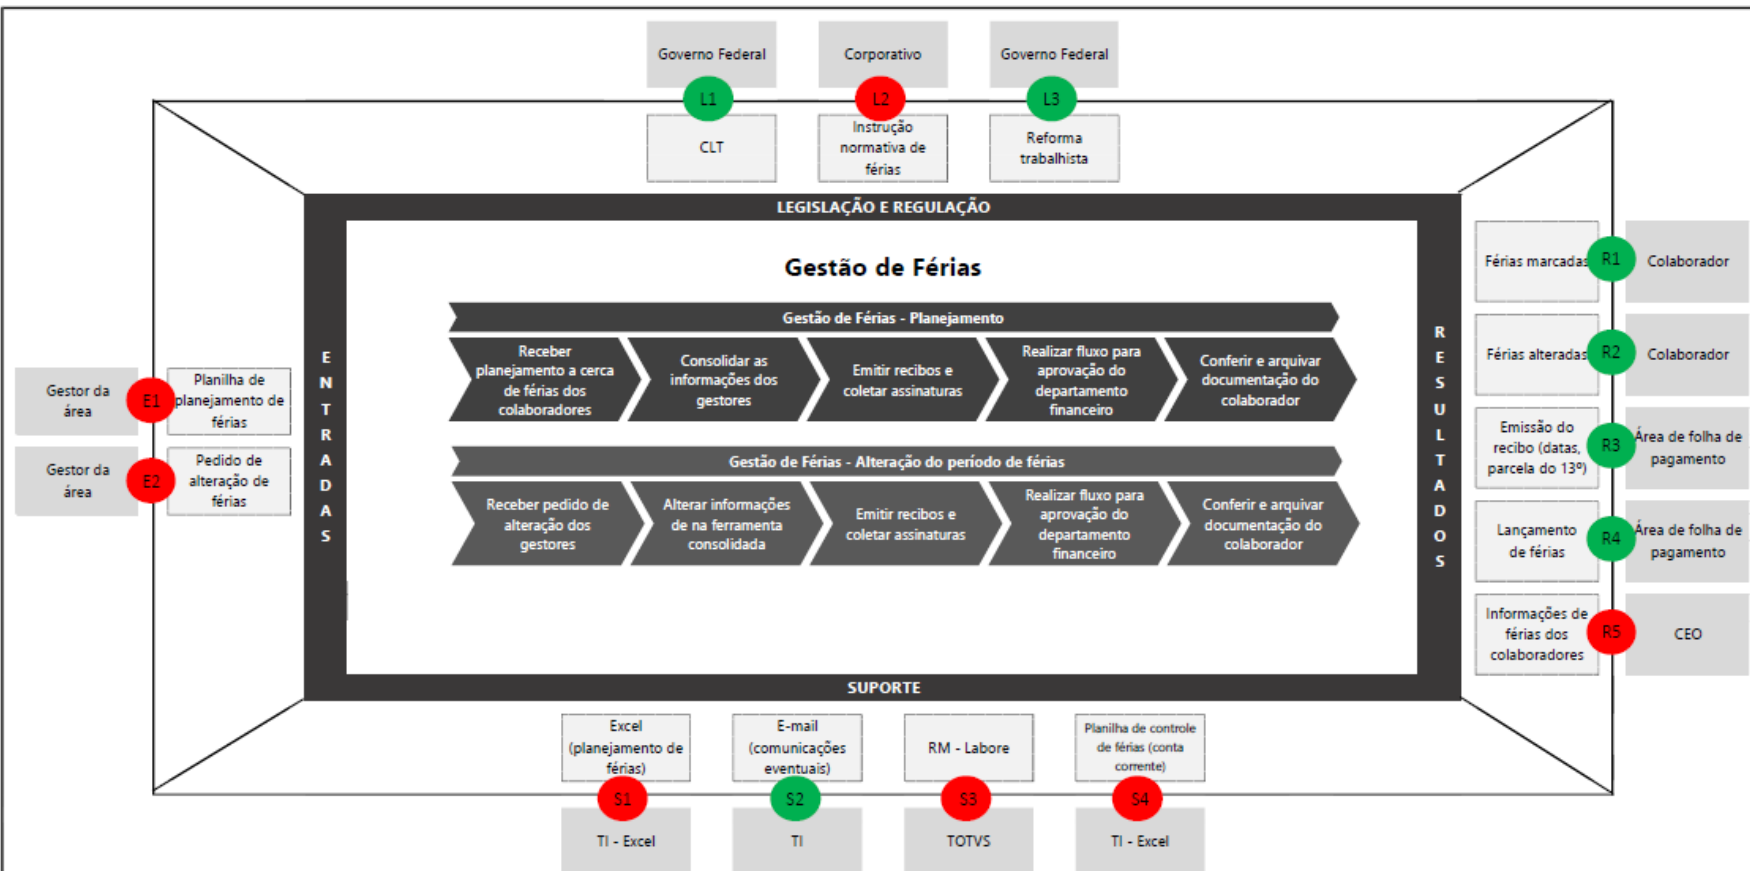 Governo Federal
Corporativo
Governo Federal
L1
L2
L3
CLT
Instrução
normativa de
férias
Reforma
trabalhista
LEGISLAÇÃO E REGULAÇÃO
Gestão de Férias
Gestão de Férias - Planejamento
Receber
planejamento a cerca
de férias dos
colaboradores
Consolidar as
informações dos
gestores
Emitir recibos e
coletar assinaturas
Realizar fluxo para
aprovação do
departamento
financeiro
Conferir e arquivar
documentação do
colaborador
Gestão de Férias - Alteração do período de férias
Receber pedido de
alteração dos
gestores
Alterar informações
de na ferramenta
consolidada
Emitir recibos e
coletar assinaturas
Realizar fluxo para
aprovação do
departamento
financeiro
Conferir e arquivar
documentação do
colaborador
ENTRADAS
Gestor da
área
E1
Planilha de
planejamento de
férias
Gestor da
área
E2
Pedido de
alteração de
férias
RESULTADOS
Férias marcadas
R1
Colaborador
Férias alteradas
R2
Colaborador
Emissão do
recibo (datas,
parcela do 13º)
R3
Área de folha de
pagamento
Lançamento
de férias
R4
Área de folha de
pagamento
Informações de
férias dos
colaboradores
R5
CEO
SUPORTE
Excel
(planejamento de
férias)
E-mail
(comunicações
eventuais)
RM - Labore
Planilha de controle
de férias (conta
corrente)
S1
S2
S3
S4
TI - Excel
TI
TOTVS
TI - Excel